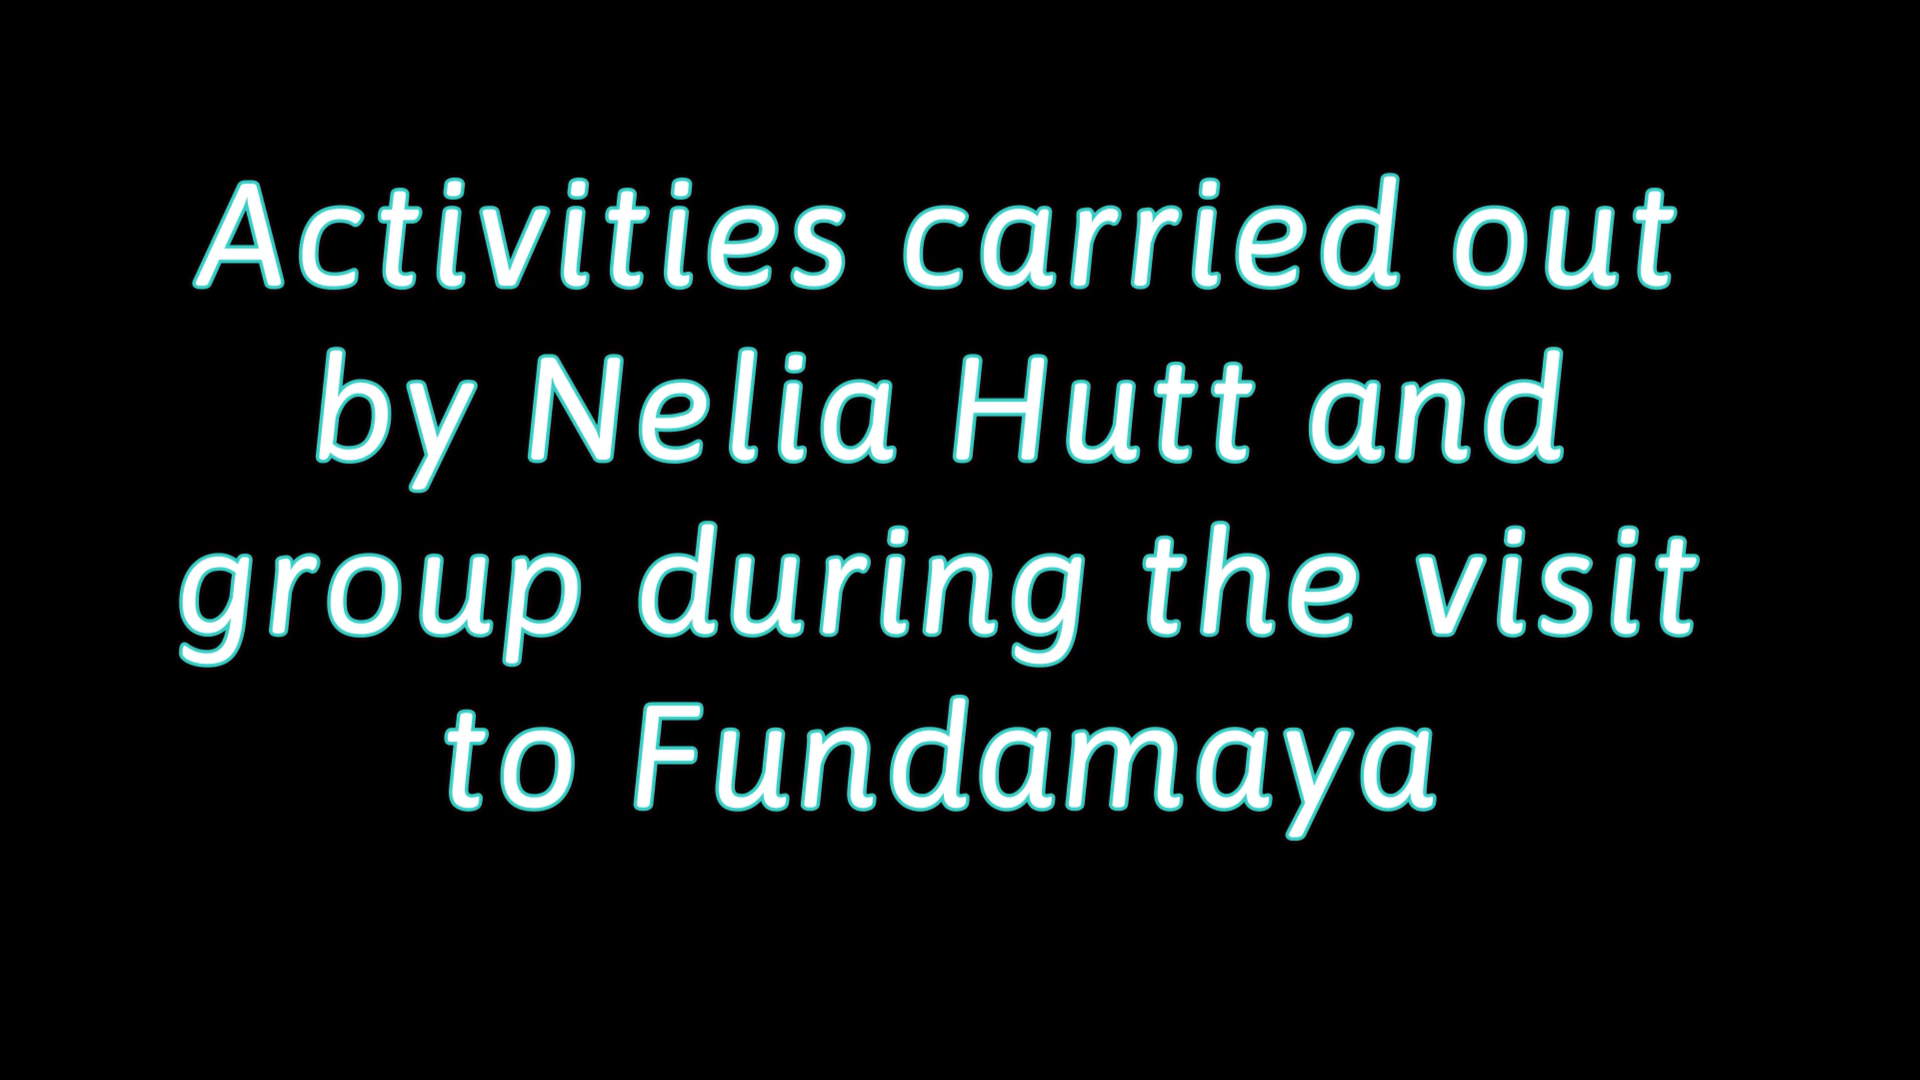 Activities carried out
by Nelia Hutt and
group during the visit
to Fundamaya